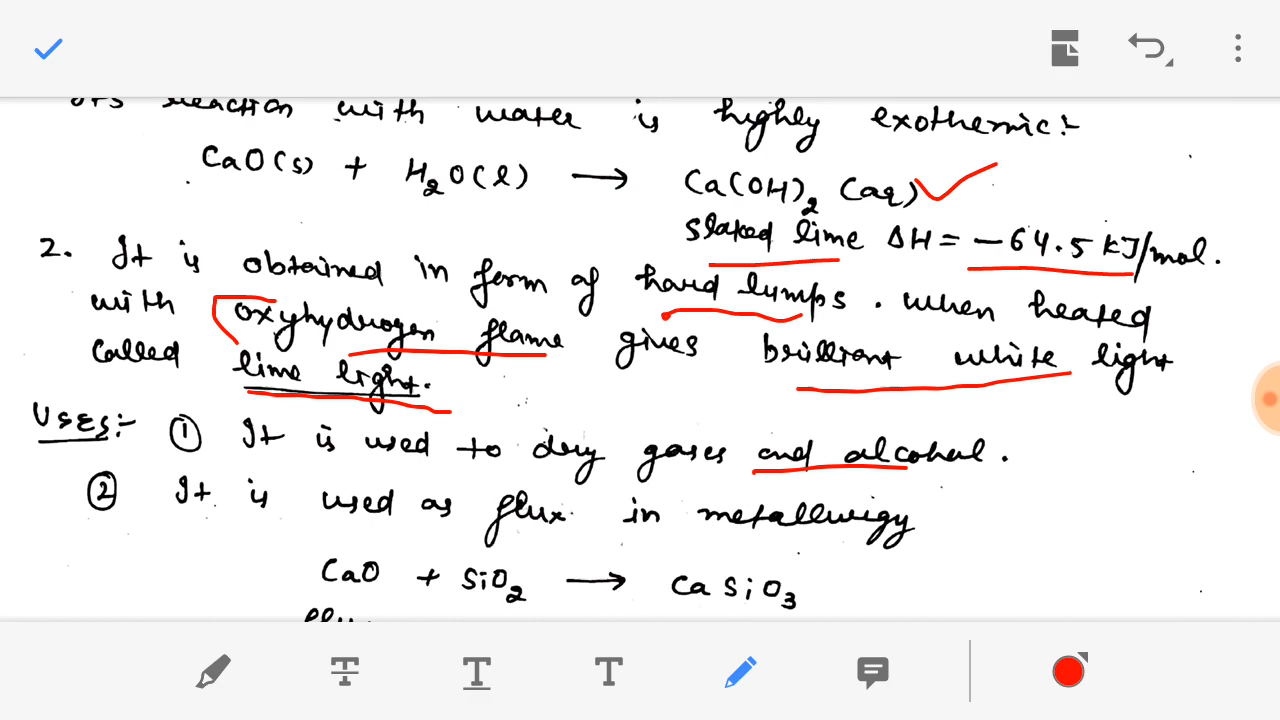 Its reaction with water is highly exothermic:-
CaO(s) + H₂O(l) → Ca(OH)₂ (aq)
Slaked lime ΔH = -64.5 kJ/mol.
2. It is obtained in form of hard lumps. When heated
with oxyhydrogen flame gives brilliant white light
called lime light.
Uses:- ① It is used to dry gases and alcohal.
② It is used as flux in metallurigy
CaO + SiO₂ → CaSiO₃
T T T